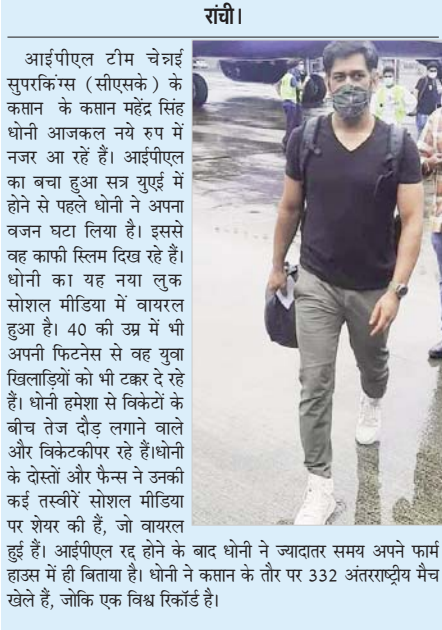 रांची।
आईपीएल टीम चेन्नई
सुपरकिंग्स (सीएसके) के
कप्तान के कप्तान महेंद्र सिंह
धोनी आजकल नये रुप में
नजर आ रहें हैं। आईपीएल
का बचा हुआ सत्र यूएई में
होने से पहले धोनी ने अपना
वजन घटा लिया है। इससे
वह काफी स्लिम दिख रहे हैं।
धोनी का यह नया लुक
सोशल मीडिया में वायरल
हुआ है। 40 की उम्र में भी
अपनी फिटनेस से वह युवा
खिलाड़ियों को भी टक्कर दे रहे
हैं। धोनी हमेशा से विकेटों के
बीच तेज दौड़ लगाने वाले
और विकेटकीपर रहे हैं।धोनी
के दोस्तों और फैन्स ने उनकी
कई तस्वीरें सोशल मीडिया
पर शेयर की हैं, जो वायरल
हुई हैं। आईपीएल रद्द होने के बाद धोनी ने ज्यादातर समय अपने फार्म
हाउस में ही बिताया है। धोनी ने कप्तान के तौर पर 332 अंतरराष्ट्रीय मैच
खेले हैं, जोकि एक विश्व रिकॉर्ड है।